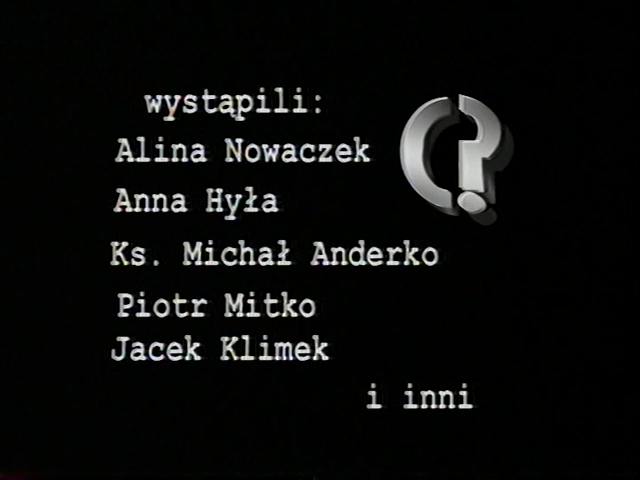 wystąpili:
Alina Nowaczek
Anna Hyła
Ks. Michał Anderko
Piotr Mitko
Jacek Klimek
i inni